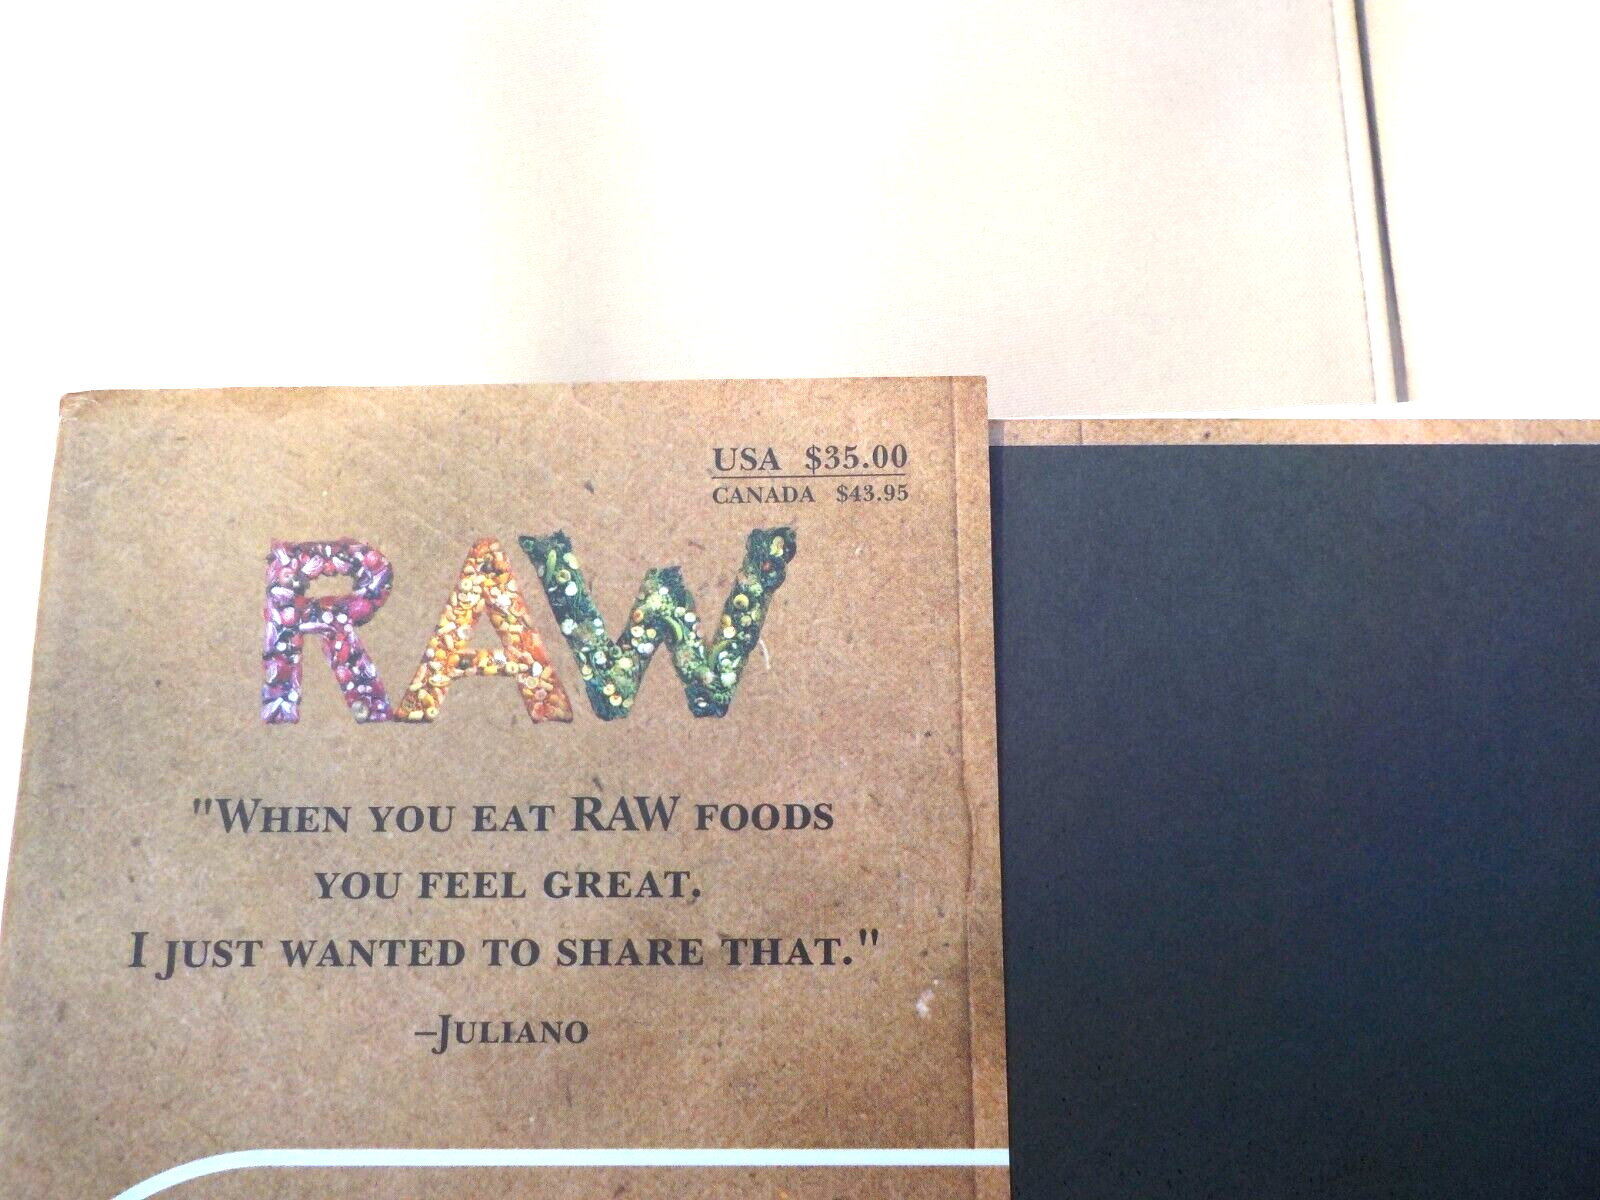 USA $35.00
CANADA $43.95
RAW
"WHEN YOU EAT RAW FOODS
YOU FEEL GREAT.
I JUST WANTED TO SHARE THAT."
–JULIANO